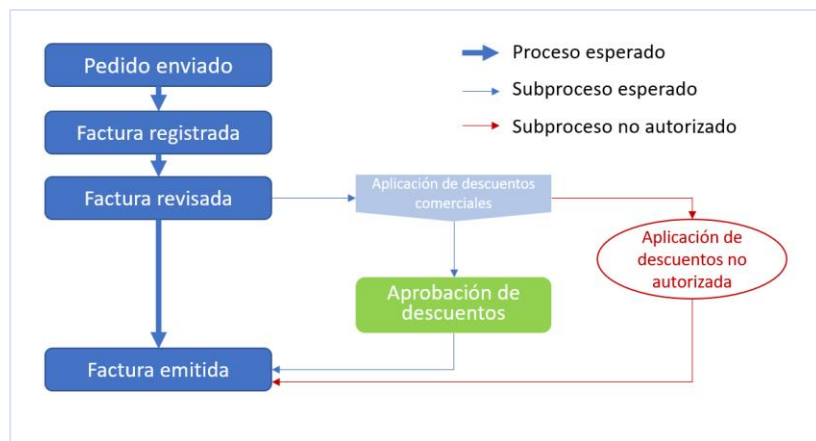 Pedido enviado
Factura registrada
Factura revisada
Factura emitida
Aplicación de descuentos
comerciales
Aprobación de
descuentos
Aplicación de
descuentos no
autorizada
Proceso esperado
Subproceso esperado
Subproceso no autorizado